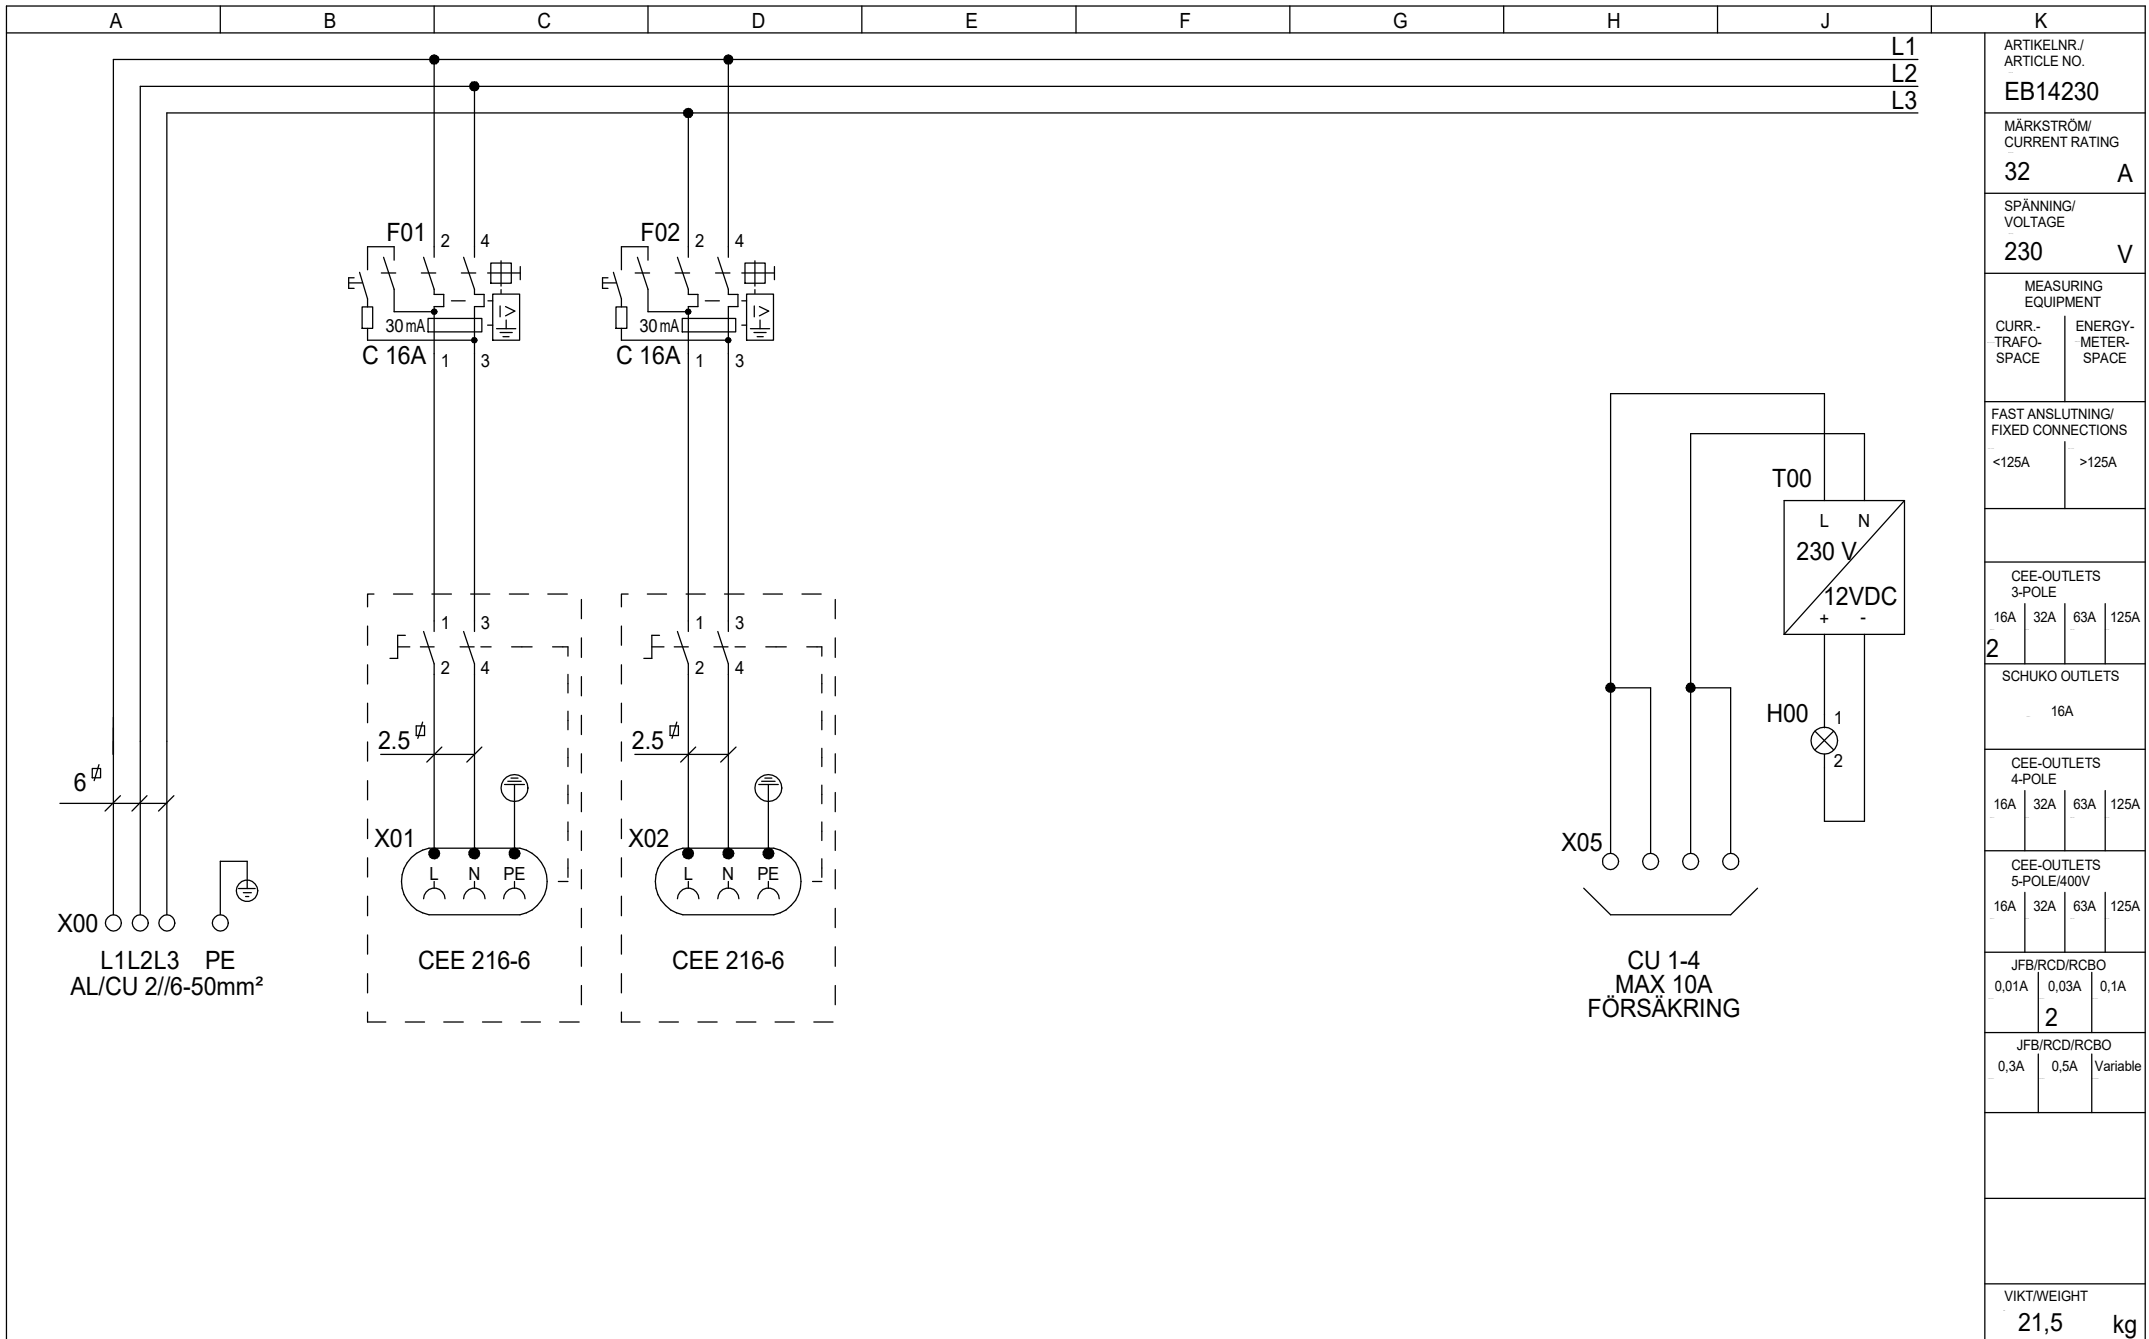 A B C D E F G H J K
L1
L2
L3
F01 2 4
30 mA
C 16A 1 3
F02 2 4
30 mA
C 16A 1 3
1 3
2 4
2.5
X01
L N PE
CEE 216-6
1 3
2 4
2.5
X02
L N PE
CEE 216-6
6
X00
L1L2L3 PE
AL/CU 2//6-50mm²
T00
L N
230 V
12VDC
+ -
H00 1
2
X05
CU 1-4
MAX 10A
FÖRSÄKRING
ARTIKELNR./
ARTICLE NO.
EB14230
MÄRKSTRÖM/
CURRENT RATING
32 A
SPÄNNING/
VOLTAGE
230 V
MEASURING
EQUIPMENT
CURR.- ENERGY-
TRAFO- METER-
SPACE SPACE
FAST ANSLUTNING/
FIXED CONNECTIONS
<125A >125A
CEE-OUTLETS
3-POLE
16A 32A 63A 125A
2
SCHUKO OUTLETS
16A
CEE-OUTLETS
4-POLE
16A 32A 63A 125A
CEE-OUTLETS
5-POLE/400V
16A 32A 63A 125A
JFB/RCD/RCBO
0,01A 0,03A 0,1A
2
JFB/RCD/RCBO
0,3A 0,5A Variable
VIKT/WEIGHT
21,5 kg